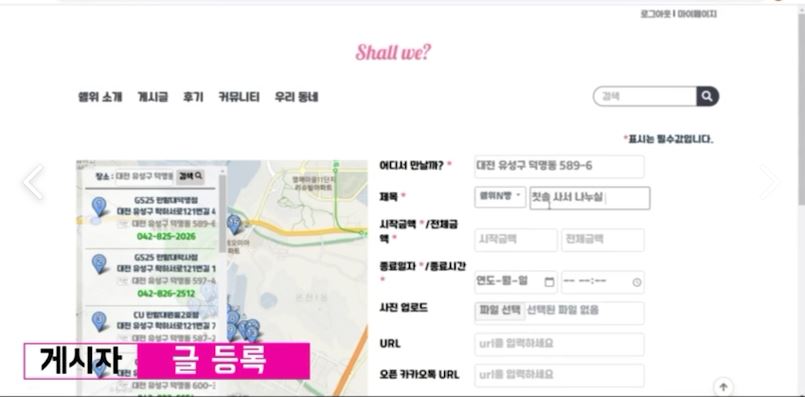 로그아웃 | 마이페이지
Shall we?
쉘위 소개 게시글 후기 커뮤니티 우리 동네
검색
*표시는 필수값입니다.
장소 : 대전 유성구 덕명동 검색
GS25 한밭대덕명점
대전 유성구 학하서로121번길 4
대전 유성구 덕명동 589-
042-825-2026
GS25 한밭대학사점
대전 유성구 학하서로121번길 1
대전 유성구 덕명동 597-
042-826-2512
CU 한밭대원룸2호점
대전 유성구 학하서로121번길 7
대전 유성구 덕명동 587-2
대전 유성구 덕명동 600-
어디서 만날까? *
대전 유성구 덕명동 589-6
제목 *
쉘위N빵
칫솔 사서 나누실
시작금액 */전체금액 *
시작금액
전체금액
종료일자 */종료시간 *
연도-월-일
-- --:--
사진 업로드
파일 선택 선택된 파일 없음
URL
url을 입력하세요
오픈 카카오톡 URL
url을 입력하세요
게시자 글 등록